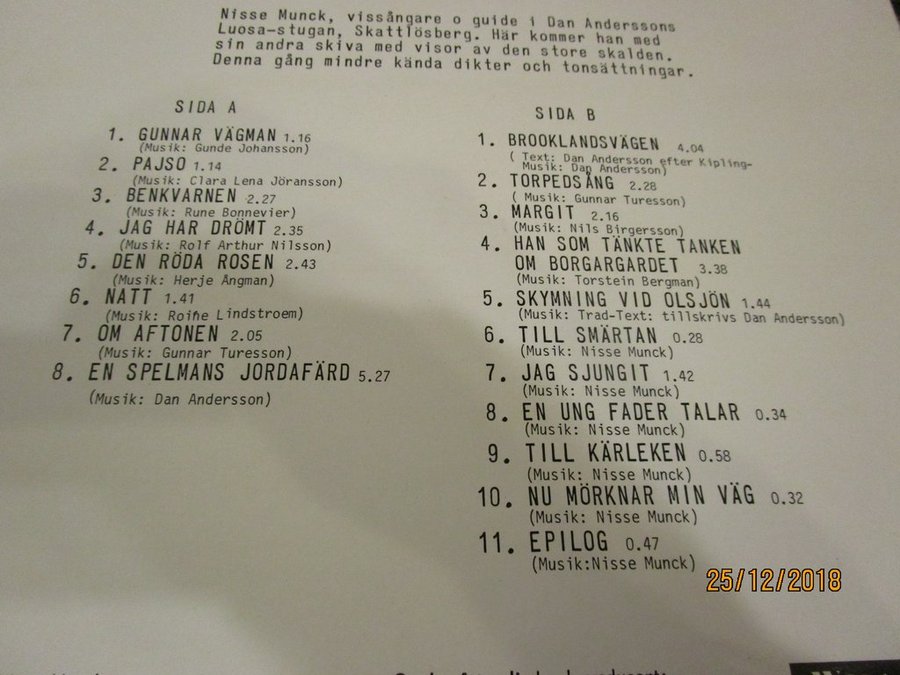 Nisse Munck, vissångare o guide i Dan Anderssons
Luosa-stugan, Skattlösberg. Här kommer han med
sin andra skiva med visor av den store skalden.
Denna gång mindre kända dikter och tonsättningar.
SIDA A
1. GUNNAR VÄGMAN 1.16
(Musik: Gunde Johansson)
2. PAJSO 1.14
(Musik: Clara Lena Jöransson)
3. BENKVARNEN 2.27
(Musik: Rune Bonnevier)
4. JAG HAR DRÖMT 2.35
(Musik: Rolf Arthur Nilsson)
5. DEN RÖDA ROSEN 2.43
(Musik: Herje Ångman)
6. NATT 1.41
(Musik: Roine Lindstroem)
7. OM AFTONEN 2.05
(Musik: Gunnar Turesson)
8. EN SPELMANS JORDAFÄRD 5.27
(Musik: Dan Andersson)
SIDA B
1. BROOKLANDSVÄGEN 4.04
( Text: Dan Andersson efter Kipling-
Musik: Dan Andersson)
2. TORPEDSÅNG 2.28
( Musik: Gunnar Turesson)
3. MARGIT 2.16
(Musik: Nils Birgersson)
4. HAN SOM TÄNKTE TANKEN
OM BORGARGARDET 3.38
(Musik: Torstein Bergman)
5. SKYMNING VID OLSJÖN 1.44
(Musik: Trad-Text: tillskrivs Dan Andersson)
6. TILL SMÄRTAN 0.28
(Musik: Nisse Munck)
7. JAG SJUNGIT 1.42
(Musik: Nisse Munck)
8. EN UNG FADER TALAR 0.34
(Musik: Nisse Munck)
9. TILL KÄRLEKEN 0.58
(Musik: Nisse Munck)
10. NU MÖRKNAR MIN VÄG 0.32
(Musik: Nisse Munck)
11. EPILOG 0.47
(Musik:Nisse Munck)
25/12/2018